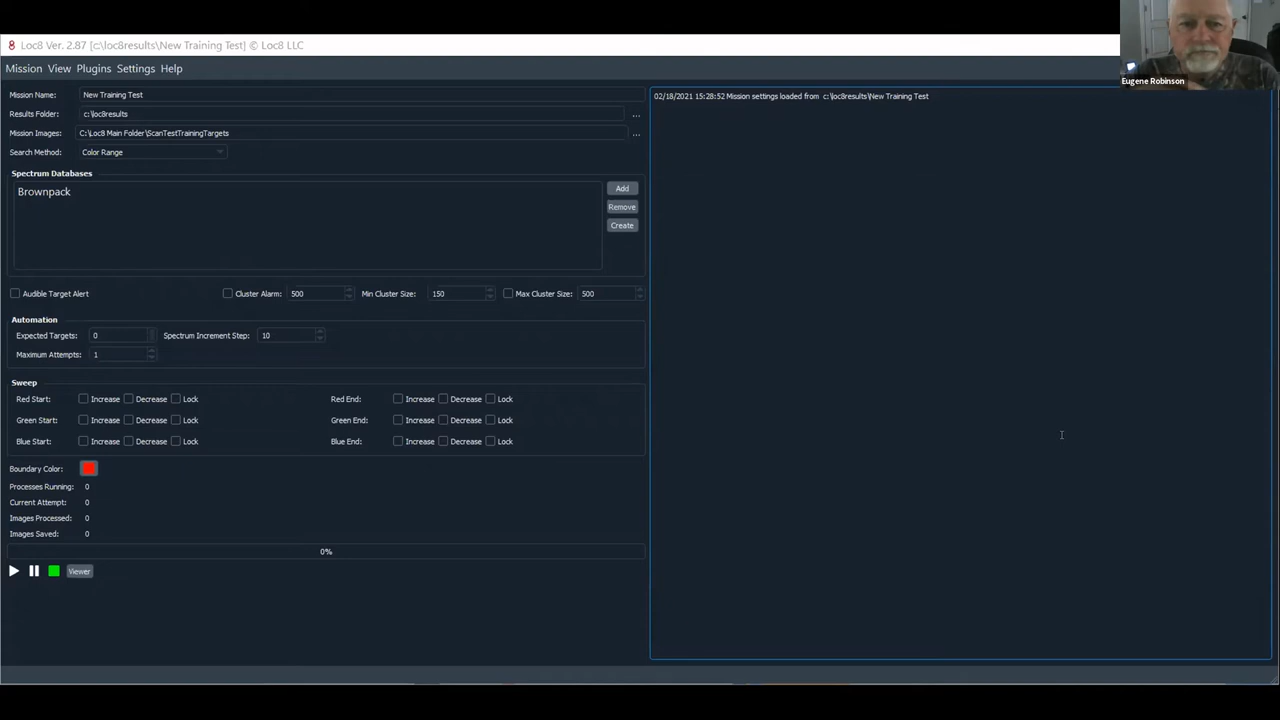 Loc8 Ver. 2.87 [c:\loc8results\New Training Test] © Loc8 LLC
Eugene Robinson
Mission View Plugins Settings Help
Mission Name: New Training Test
Results Folder: c:\loc8results ...
Mission Images: C:\Loc8 Main Folder\ScanTestTrainingTargets ...
Search Method: Color Range
Spectrum Databases
Brownpack
Add
Remove
Create
Audible Target Alert Cluster Alarm: 500 Min Cluster Size: 150 Max Cluster Size: 500
Automation
Expected Targets: 0 Spectrum Increment Step: 10
Maximum Attempts: 1
Sweep
Red Start: Increase Decrease Lock Red End: Increase Decrease Lock
Green Start: Increase Decrease Lock Green End: Increase Decrease Lock
Blue Start: Increase Decrease Lock Blue End: Increase Decrease Lock
Boundary Color:
Processes Running: 0
Current Attempt: 0
Images Processed: 0
Images Saved: 0
0%
Viewer
02/18/2021 15:28:52 Mission settings loaded from c:\loc8results\New Training Test